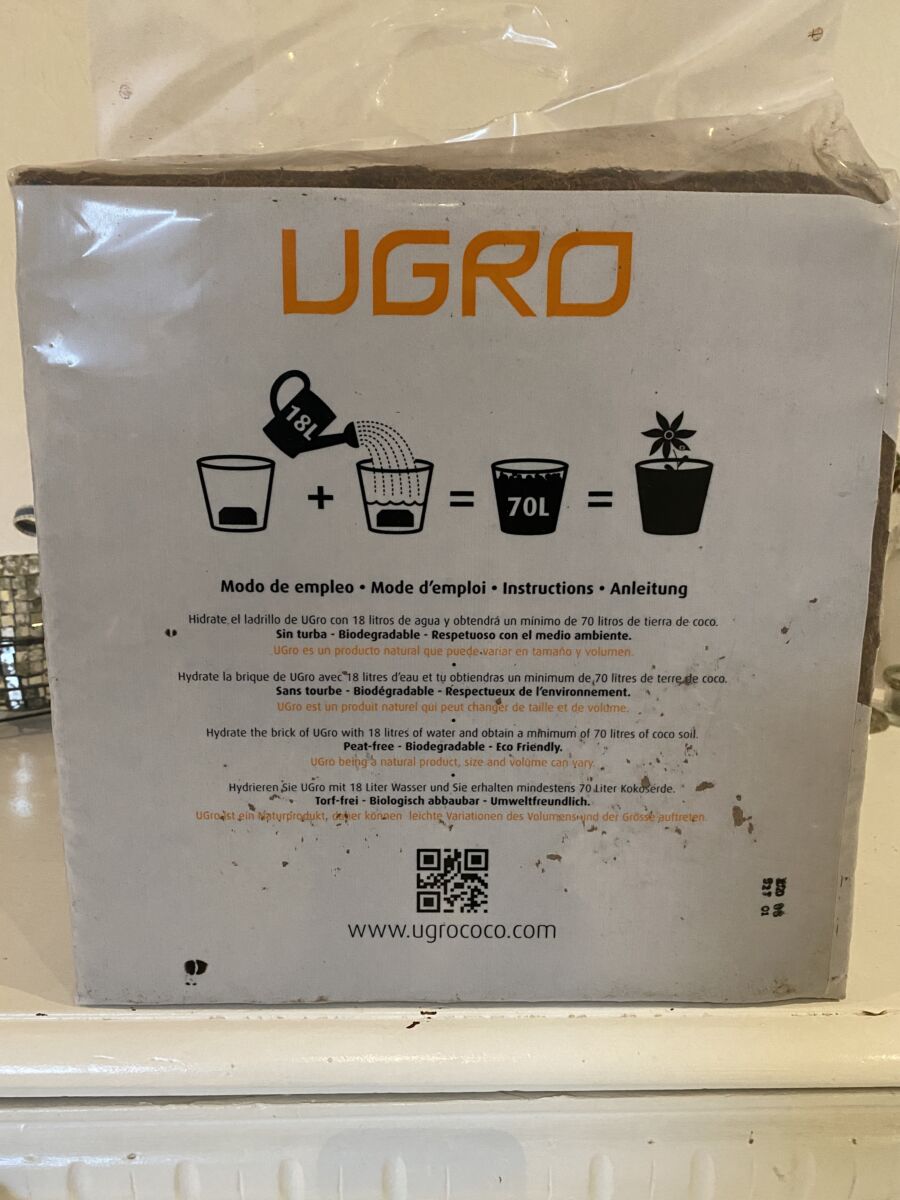 UGRO
18L
70L
Modo de empleo • Mode d'emploi • Instructions • Anleitung
Hidrate el ladrillo de UGro con 18 litros de agua y obtendrá un mínimo de 70 litros de tierra de coco.
Sin turba - Biodegradable - Respetuoso con el medio ambiente.
UGro es un producto natural que puede variar en tamaño y volumen.
•
Hydrate la brique de UGro avec 18 litres d'eau et tu obtiendras un minimum de 70 litres de terre de coco.
Sans tourbe - Biodégradable - Respectueux de l'environnement.
UGro est un produit naturel qui peut changer de taille et de volume.
•
Hydrate the brick of UGro with 18 litres of water and obtain a minimum of 70 litres of coco soil.
Peat-free - Biodegradable - Eco Friendly.
UGro being a natural product, size and volume can vary.
•
Hydrieren Sie UGro mit 18 Liter Wasser und Sie erhalten mindestens 70 Liter Kokoserde.
Torf-frei - Biologisch abbaubar - Umweltfreundlich.
UGro ist ein Naturprodukt, daher können leichte Variationen des Volumens und der Grösse auftreten.
www.ugrococo.com